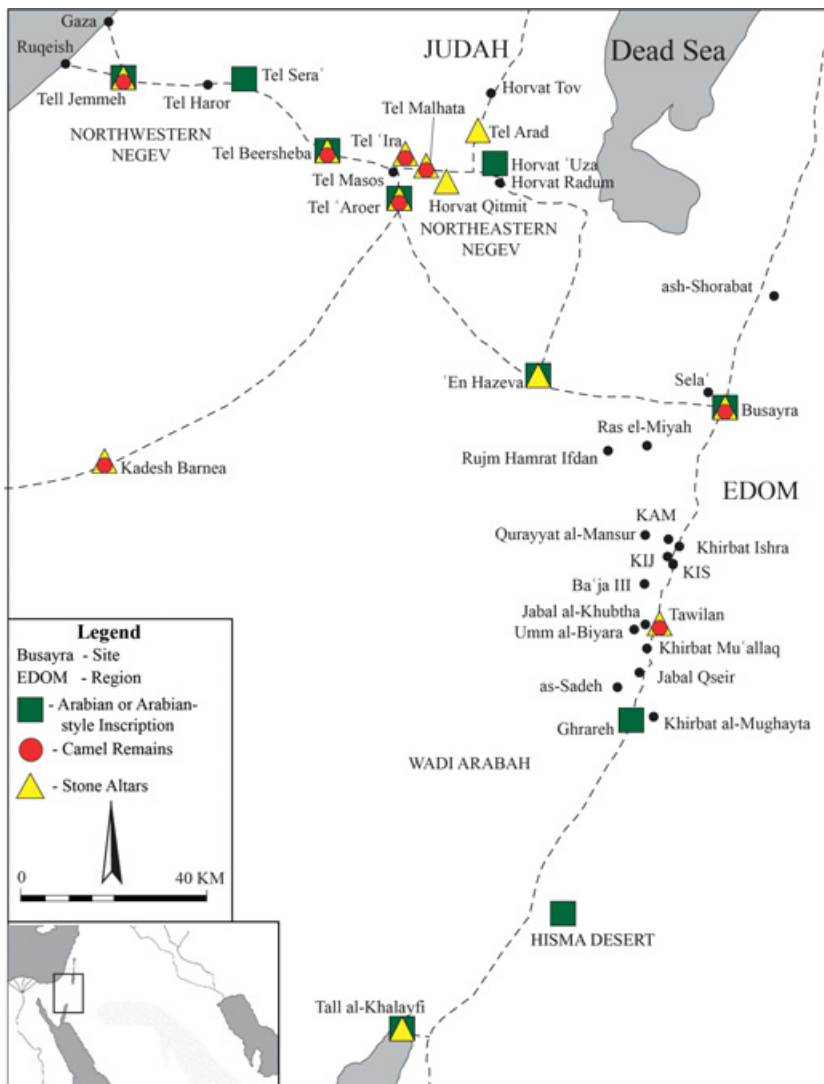 Gaza
Ruqeish
JUDAH
Dead Sea
Tel Seraʿ
Horvat Tov
Tell Jemmeh
Tel Haror
Tel Malhata
NORTHWESTERN
NEGEV
Tel ʿIra
Tel Arad
Tel Beersheba
Horvat ʿUza
Tel Masos
Horvat Radum
Tel ʿAroer
Horvat Qitmit
NORTHEASTERN
NEGEV
ash-Shorabat
ʿEn Hazeva
Selaʿ
Busayra
Ras el-Miyah
Rujm Hamrat Ifdan
Kadesh Barnea
EDOM
KAM
Qurayyat al-Mansur
Khirbat Ishra
KIJ
KIS
Baʿja III
Jabal al-Khubtha
Tawilan
Umm al-Biyara
Khirbat Muʿallaq
Jabal Qseir
as-Sadeh
Ghrareh
Khirbat al-Mughayta
WADI ARABAH
HISMA DESERT
Tall al-Khalayfi
Legend
Busayra - Site
EDOM - Region
- Arabian or Arabian-
style Inscription
- Camel Remains
- Stone Altars
0 40 KM